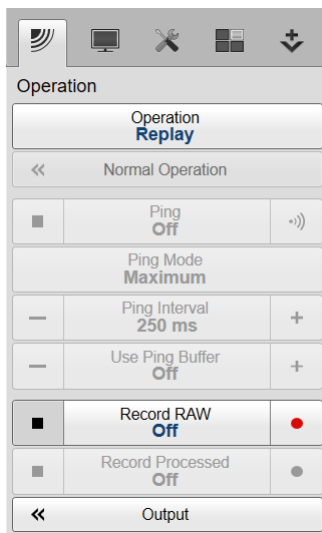 Operation
Operation
Replay
Normal Operation
Ping
Off
Ping Mode
Maximum
Ping Interval
250 ms
Use Ping Buffer
Off
Record RAW
Off
Record Processed
Off
Output